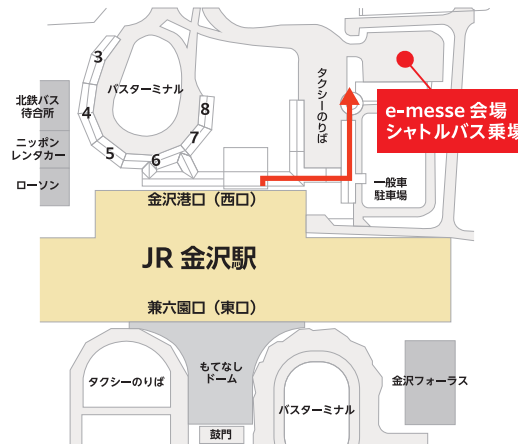 3
4
5
6
7
8
バスターミナル
北鉄バス
待合所
ニッポン
レンタカー
ローソン
タクシーのりば
e-messe 会場
シャトルバス乗場
一般車
駐車場
金沢港口（西口）
JR 金沢駅
兼六園口（東口）
タクシーのりば
もてなし
ドーム
鼓門
バスターミナル
金沢フォーラス